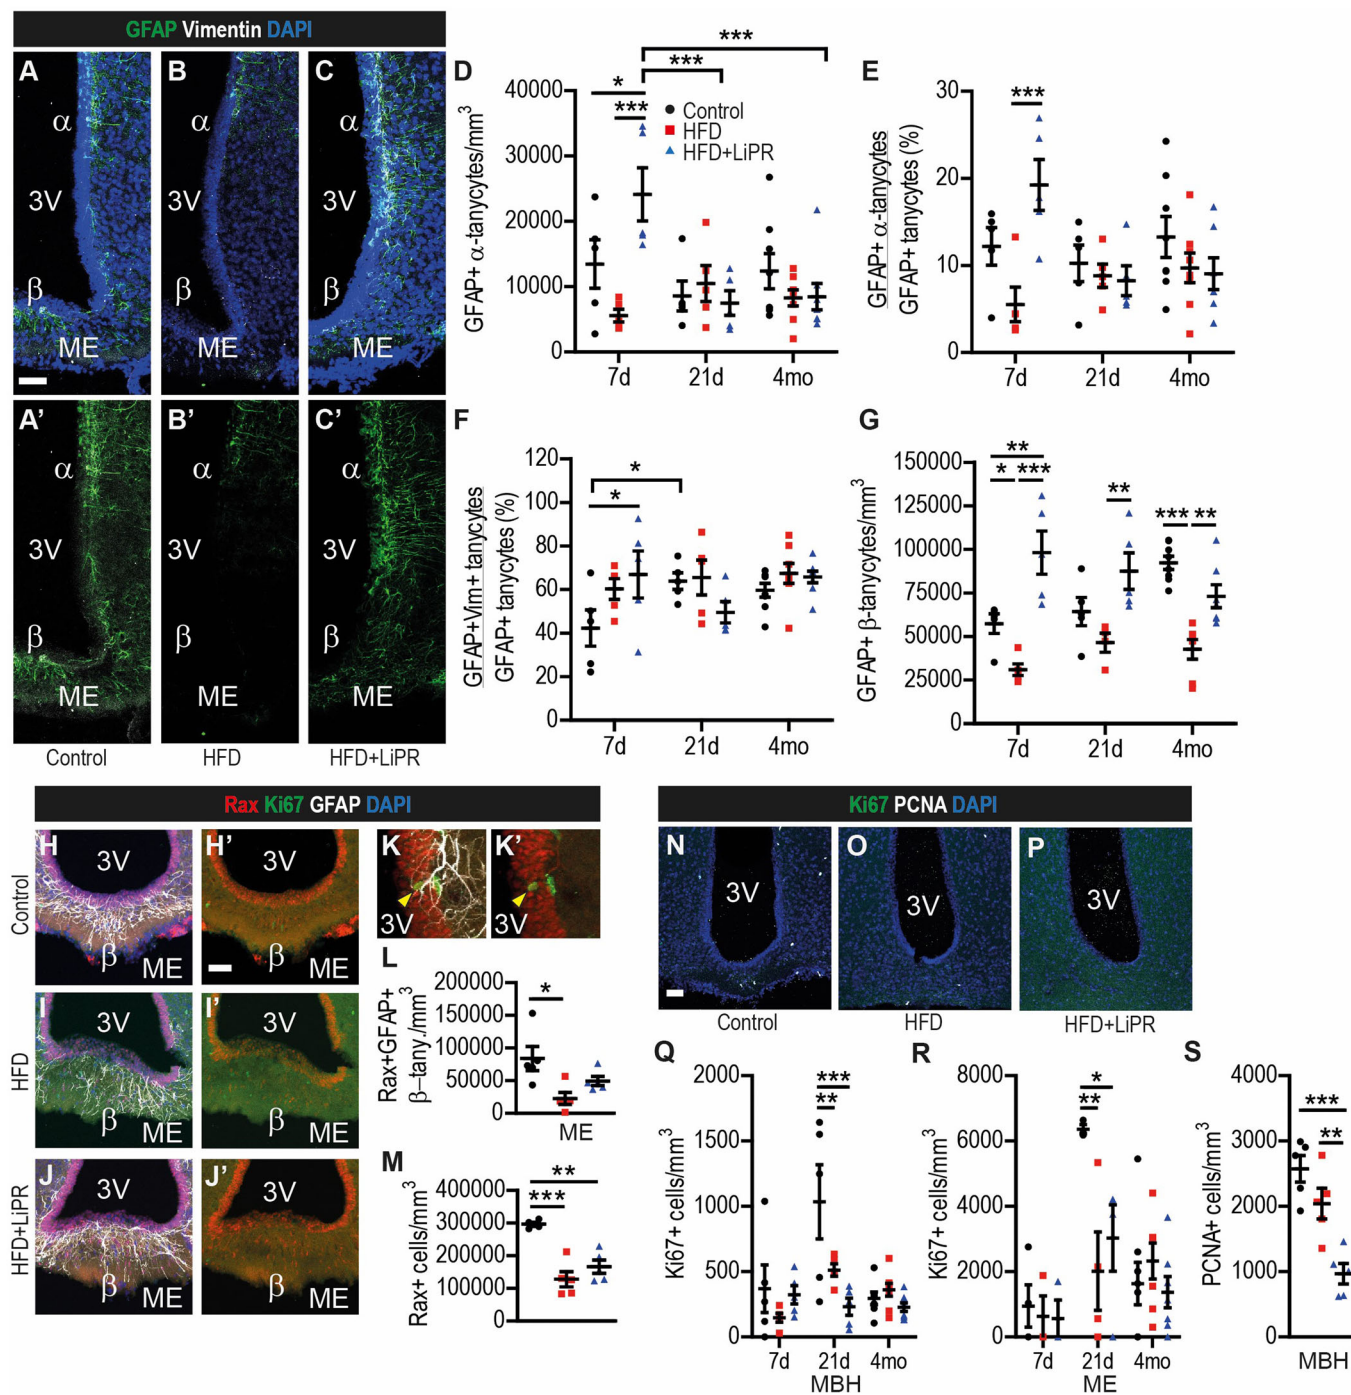 GFAP Vimentin DAPI
A
α
3V
β
ME
B
α
3V
β
ME
C
α
3V
β
ME
A’
α
3V
β
ME
Control
B’
α
3V
β
ME
HFD
C’
α
3V
β
ME
HFD+LiPR
D
GFAP+ α-tanycytes/mm³
40000
30000
20000
10000
0
7d
21d
4mo
*
***
***
***
Control
HFD
HFD+LiPR
E
GFAP+ α-tanycytes
GFAP+ tanycytes (%)
30
20
10
0
7d
21d
4mo
***
F
GFAP+Vim+ tanycytes
GFAP+ tanycytes (%)
120
100
80
60
40
20
0
7d
21d
4mo
*
*
G
GFAP+ β-tanycytes/mm³
150000
125000
100000
75000
50000
25000
0
7d
21d
4mo
**
* ***
**
*** **
Rax Ki67 GFAP DAPI
Control
H
3V
β
ME
H’
3V
β
ME
HFD
I
3V
β
ME
I’
3V
β
ME
HFD+LiPR
J
3V
β
ME
J’
3V
β
ME
K
3V
K’
3V
L
Rax+GFAP+
β–tany./mm³
200000
150000
100000
50000
0
ME
*
M
Rax+ cells/mm³
400000
300000
200000
100000
0
**
***
Ki67 PCNA DAPI
N
3V
Control
O
3V
HFD
P
3V
HFD+LiPR
Q
Ki67+ cells/mm³
2000
1500
1000
500
0
7d
21d
4mo
MBH
***
**
R
Ki67+ cells/mm³
8000
6000
4000
2000
0
7d
21d
4mo
ME
*
**
S
PCNA+ cells/mm³
4000
3000
2000
1000
0
MBH
***
**